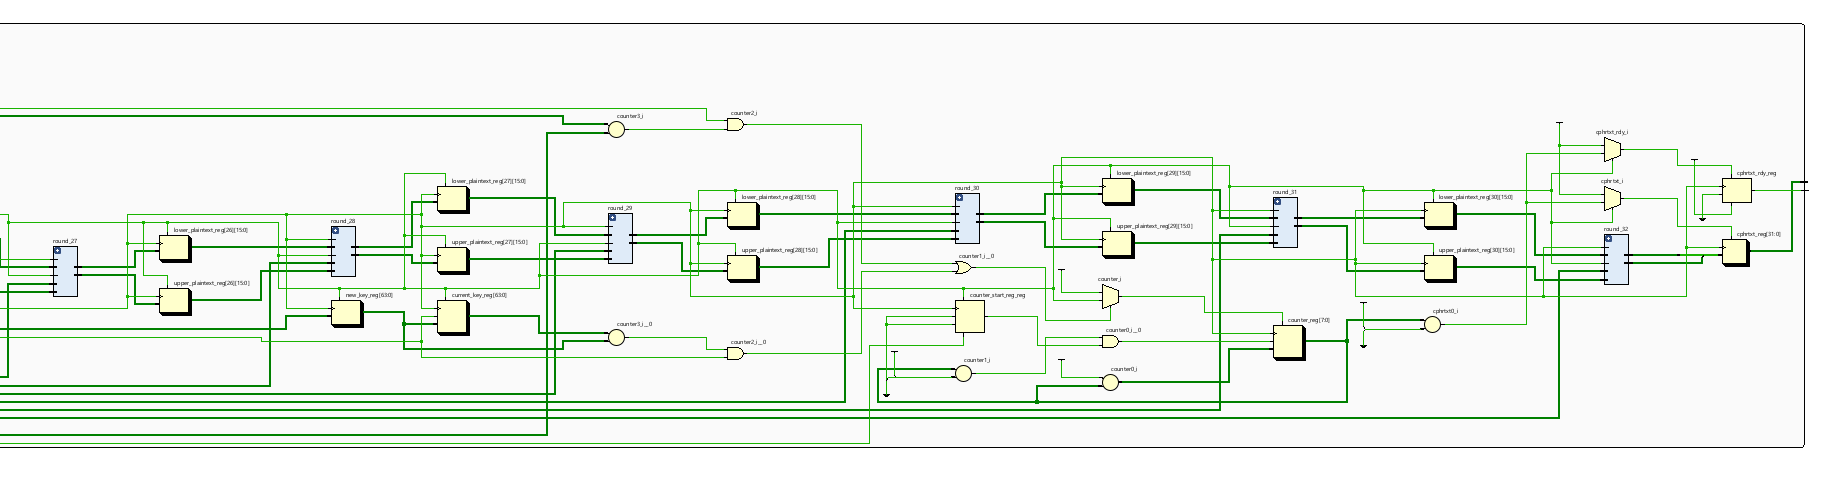 counter3_i
counter2_i
cphrtxt_rdy_i
lower_plaintext_reg[27][15:0]
lower_plaintext_reg[29][15:0]
cphrtxt_rdy_reg
cphrtxt_i
round_30
round_31
lower_plaintext_reg[28][15:0]
lower_plaintext_reg[30][15:0]
round_29
round_28
lower_plaintext_reg[26][15:0]
upper_plaintext_reg[29][15:0]
round_32
cphrtxt_reg[31:0]
round_27
upper_plaintext_reg[27][15:0]
upper_plaintext_reg[28][15:0]
upper_plaintext_reg[30][15:0]
counter1_i__0
upper_plaintext_reg[26][15:0]
counter_i
new_key_reg[63:0]
current_key_reg[63:0]
counter_start_reg_reg
cphrtxt0_i
counter_reg[7:0]
counter3_i__0
counter0_i__0
counter2_i__0
counter1_i
counter0_i